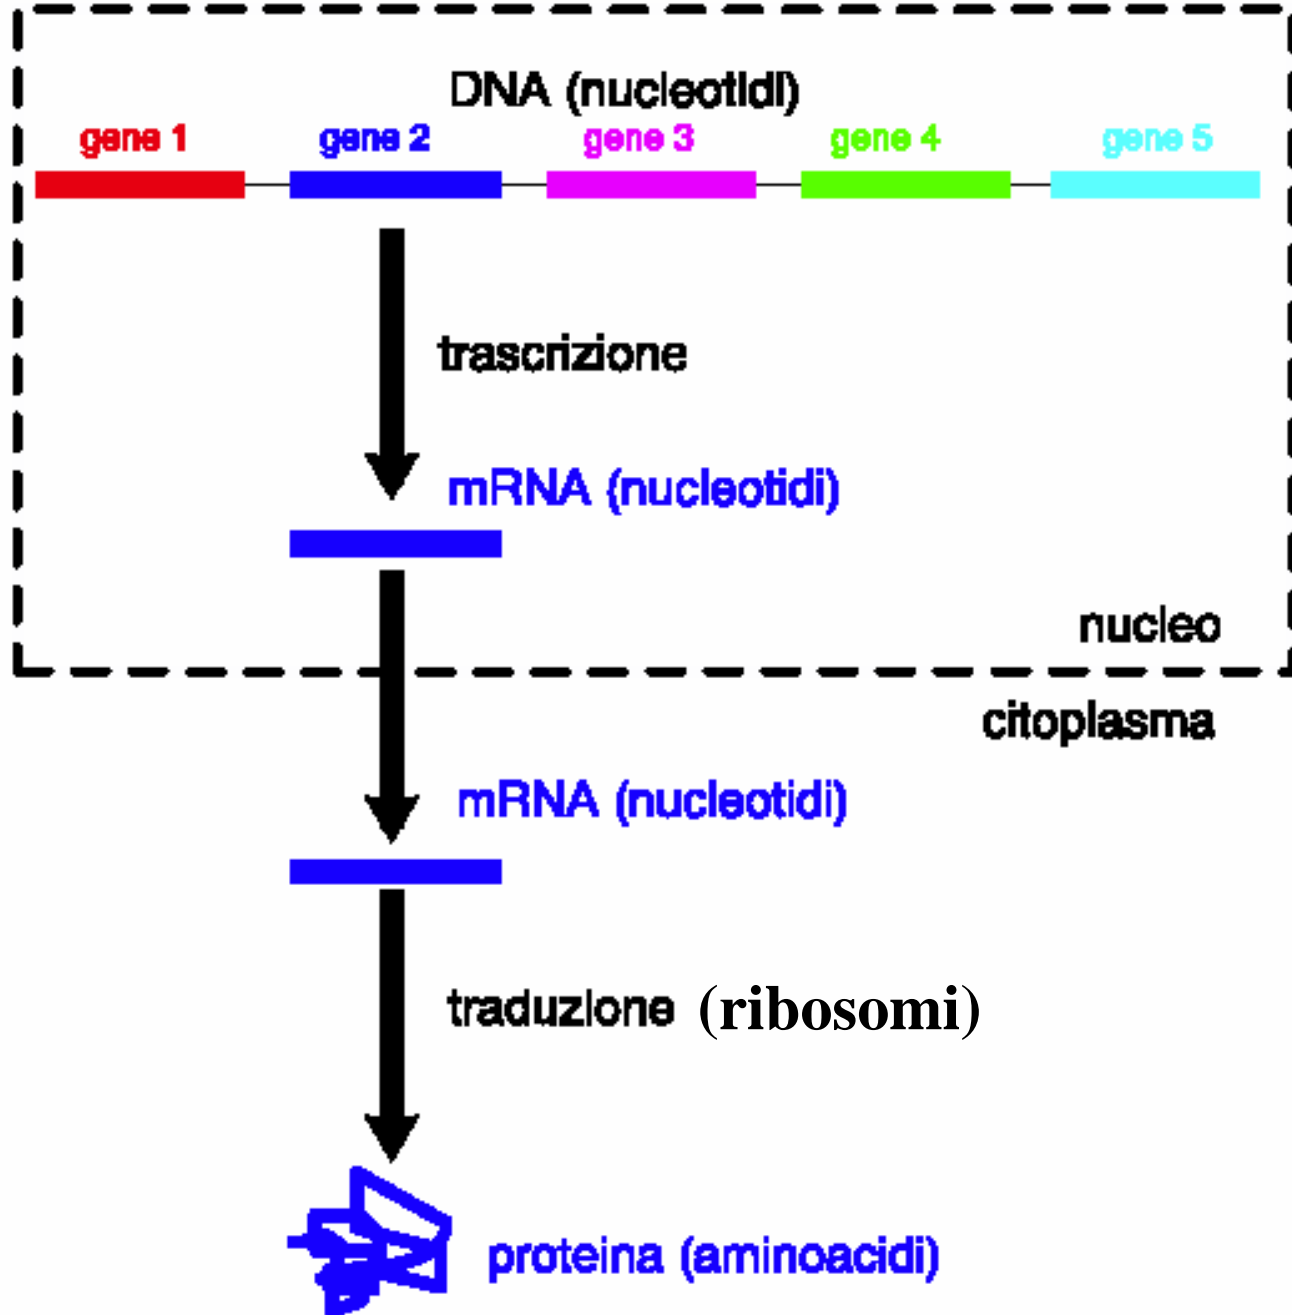 DNA (nucleotidi)
gene 1 gene 2 gene 3 gene 4 gene 5
trascrizione
mRNA (nucleotidi)
nucleo
citoplasma
mRNA (nucleotidi)
traduzione (ribosomi)
proteina (aminoacidi)